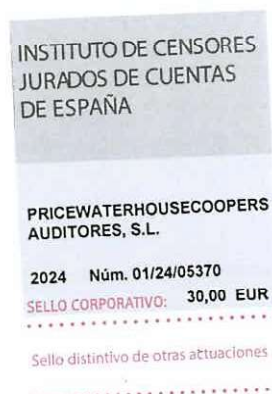 INSTITUTO DE CENSORES
JURADOS DE CUENTAS
DE ESPAÑA
PRICEWATERHOUSECOOPERS
AUDITORES, S.L.
2024 Núm. 01/24/05370
SELLO CORPORATIVO: 30,00 EUR
Sello distintivo de otras actuaciones